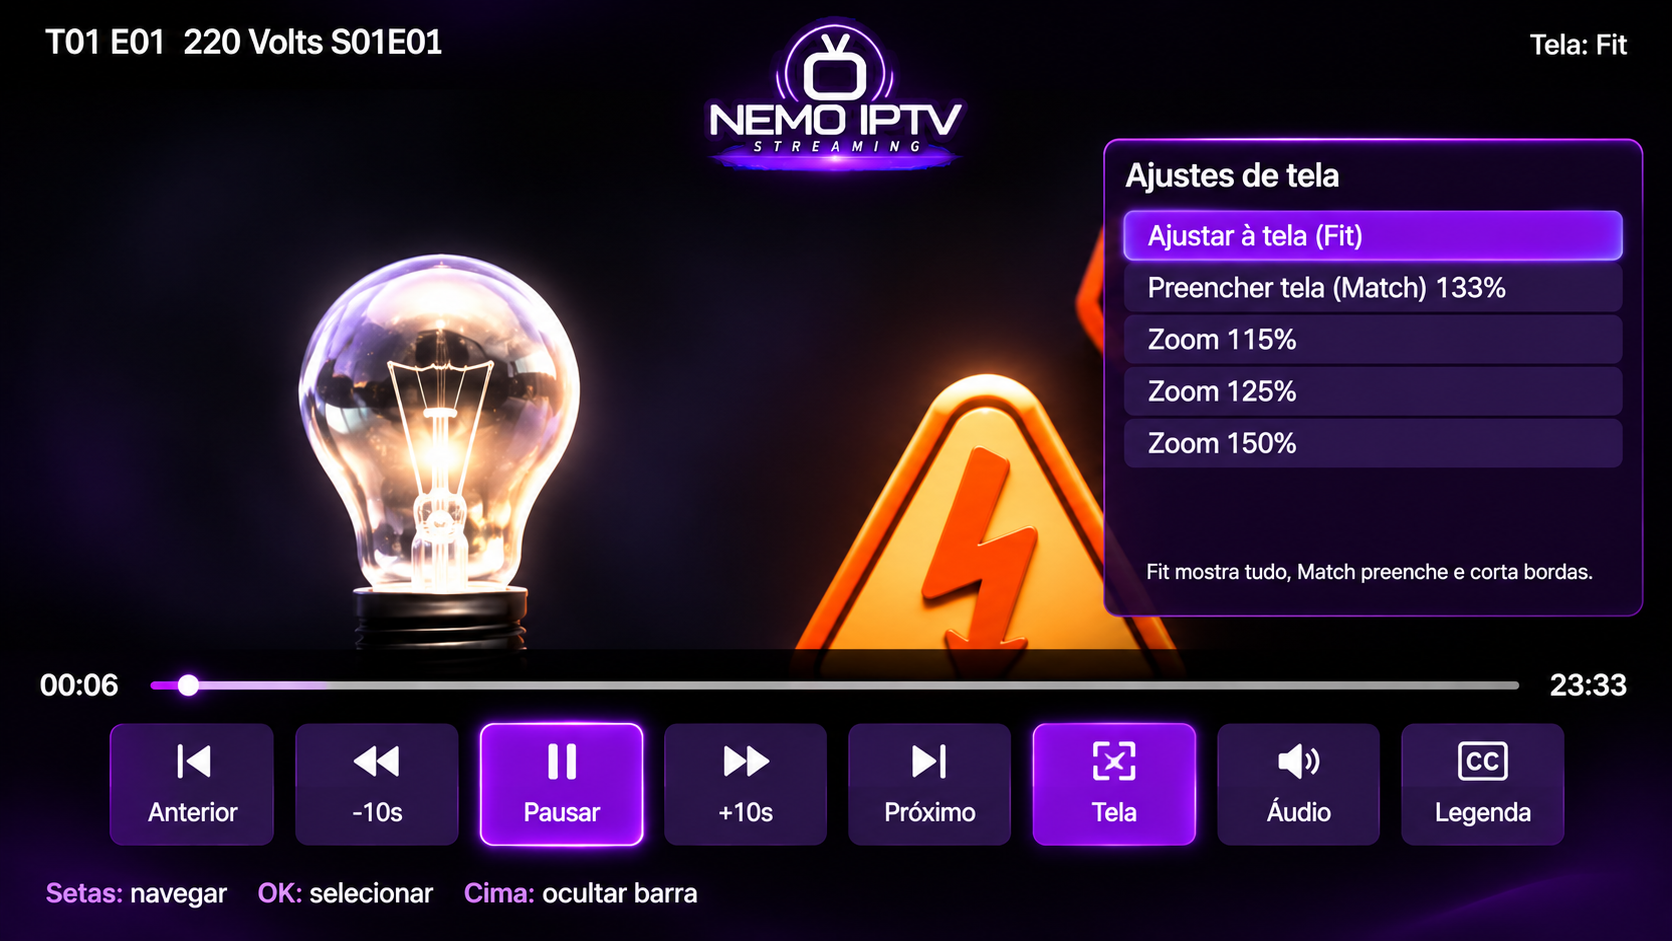 T01 E01 220 Volts S01E01
NEMO IPTV
STREAMING
Tela: Fit
Ajustes de tela
Ajustar à tela (Fit)
Preencher tela (Match) 133%
Zoom 115%
Zoom 125%
Zoom 150%
Fit mostra tudo, Match preenche e corta bordas.
00:06
23:33
Anterior
-10s
Pausar
+10s
Próximo
Tela
Áudio
CC
Legenda
Setas: navegar OK: selecionar Cima: ocultar barra